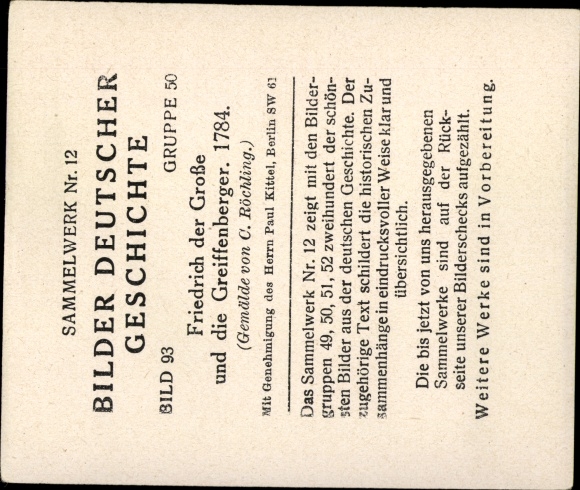 SAMMELWERK Nr. 12
BILDER DEUTSCHER
GESCHICHTE
BILD 93 GRUPPE 50
Friedrich der Große
und die Greiffenberger. 1784.
(Gemälde von C. Röchling.)
Mit Genehmigung des Herrn Paul Kittel, Berlin SW 61
Das Sammelwerk Nr. 12 zeigt mit den Bilder-
gruppen 49, 50, 51, 52 zweihundert der schön-
sten Bilder aus der deutschen Geschichte. Der
zugehörige Text schildert die historischen Zu-
sammenhänge in eindrucksvoller Weise klar und
übersichtlich.
Die bis jetzt von uns herausgegebenen
Sammelwerke sind auf der Rück-
seite unserer Bilderschecks aufgezählt.
Weitere Werke sind in Vorbereitung.